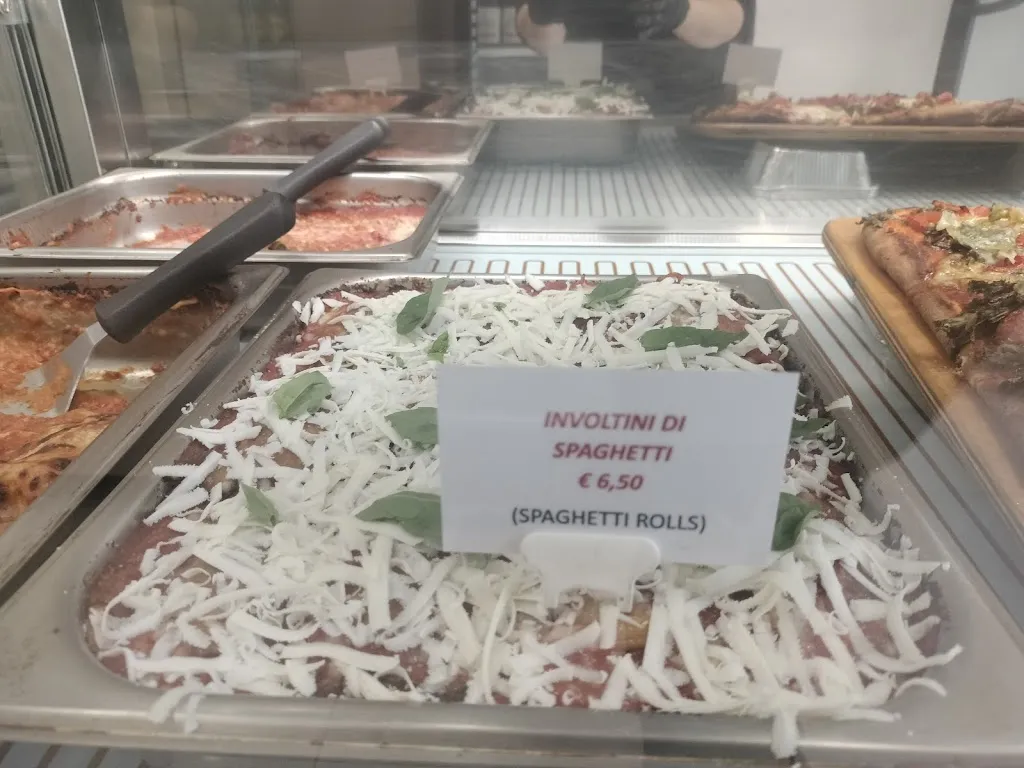 INVOLTINI DI
SPAGHETTI
€ 6,50
(SPAGHETTI ROLLS)